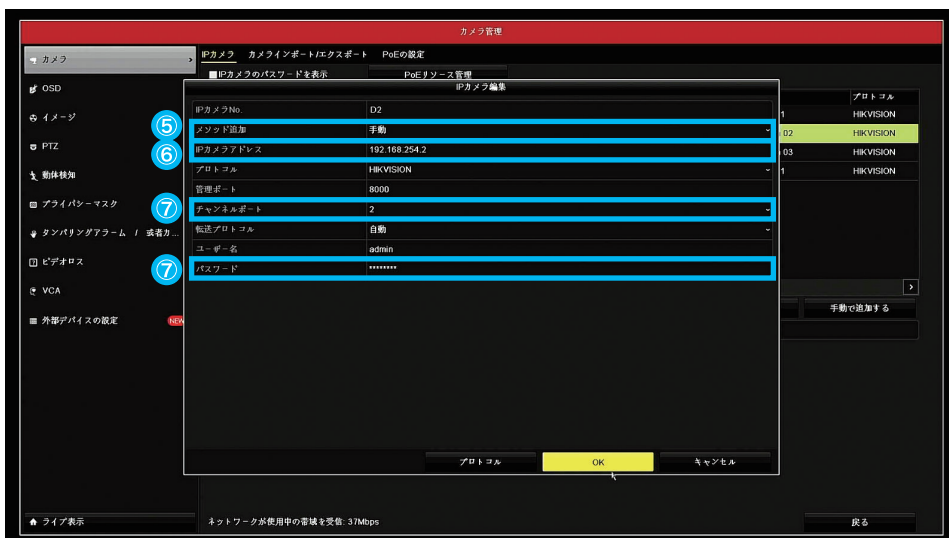 カメラ管理
カメラ
IPカメラ カメラインポート/エクスポート PoEの設定
IPカメラのパスワードを表示 PoEリソース管理
OSD
イメージ
PTZ
動体検知
プライバシーマスク
タンパリングアラーム / 或者カ...
ビデオロス
VCA
外部デバイスの設定 NEW
ライブ表示
IPカメラ編集
IPカメラNo. D2
⑤ メソッド追加 手動
⑥ IPカメラアドレス 192.168.254.2
プロトコル HIKVISION
管理ポート 8000
⑦ チャンネルポート 2
転送プロトコル 自動
ユーザー名 admin
⑦ パスワード ********
プロトコル OK キャンセル
プロトコル
1 HIKVISION
02 HIKVISION
03 HIKVISION
1 HIKVISION
手動で追加する
ネットワークが使用中の帯域を受信: 37Mbps
戻る